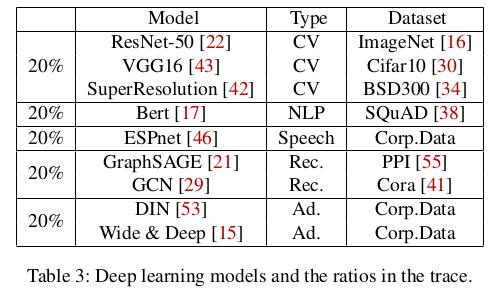 Model Type Dataset
ResNet-50 [22] CV ImageNet [16]
20% VGG16 [43] CV Cifar10 [30]
SuperResolution [42] CV BSD300 [34]
20% Bert [17] NLP SQuAD [38]
20% ESPnet [46] Speech Corp.Data
20% GraphSAGE [21] Rec. PPI [55]
GCN [29] Rec. Cora [41]
20% DIN [53] Ad. Corp.Data
Wide & Deep [15] Ad. Corp.Data
Table 3: Deep learning models and the ratios in the trace.